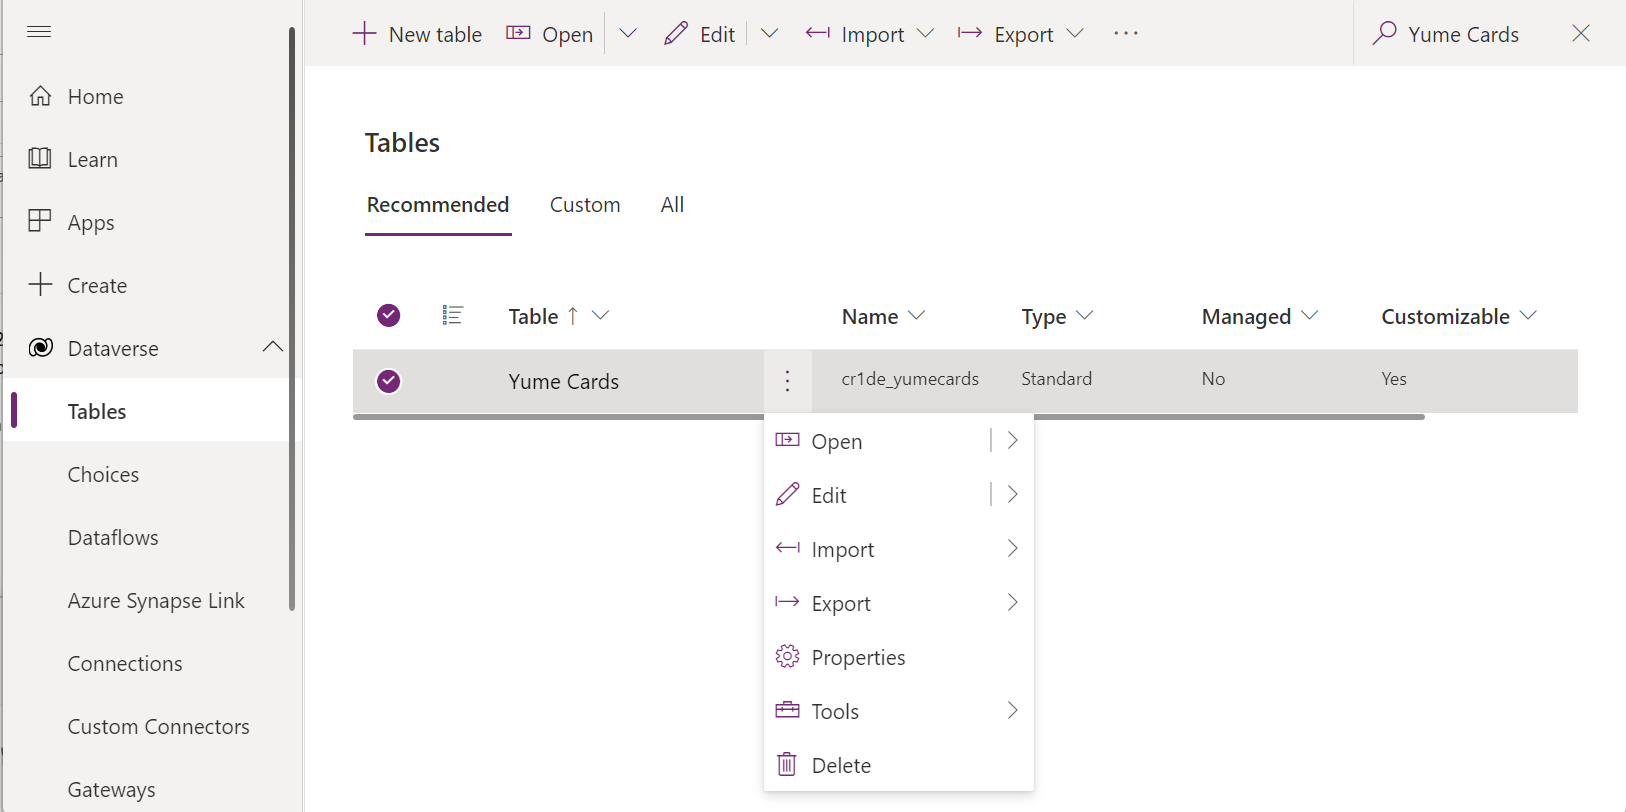 New table
Open
Edit
Import
Export
Yume Cards
Home
Learn
Apps
Create
Dataverse
Tables
Choices
Dataflows
Azure Synapse Link
Connections
Custom Connectors
Gateways
Tables
Recommended Custom All
Table Name Type Managed Customizable
Yume Cards cr1de_yumecards Standard No Yes
Open
Edit
Import
Export
Properties
Tools
Delete